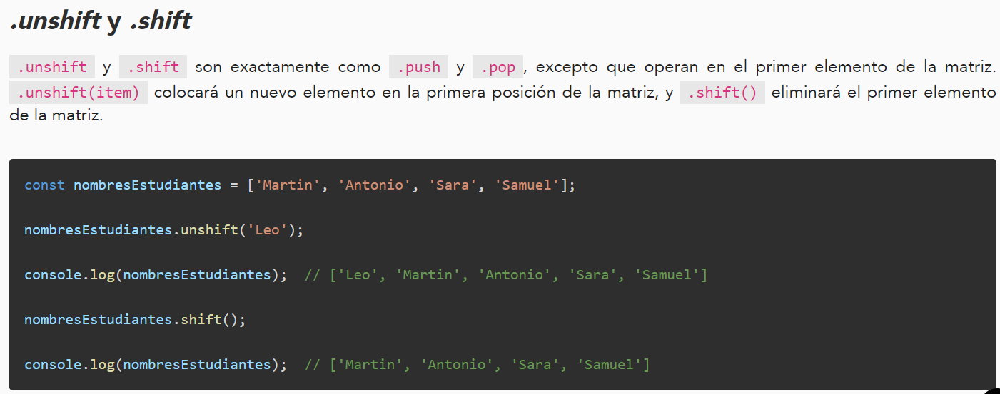 .unshift y .shift
.unshift y .shift son exactamente como .push y .pop, excepto que operan en el primer elemento de la matriz.
.unshift(item) colocará un nuevo elemento en la primera posición de la matriz, y .shift() eliminará el primer elemento
de la matriz.
const nombresEstudiantes = ['Martin', 'Antonio', 'Sara', 'Samuel'];
nombresEstudiantes.unshift('Leo');
console.log(nombresEstudiantes);  // ['Leo', 'Martin', 'Antonio', 'Sara', 'Samuel']
nombresEstudiantes.shift();
console.log(nombresEstudiantes);  // ['Martin', 'Antonio', 'Sara', 'Samuel']